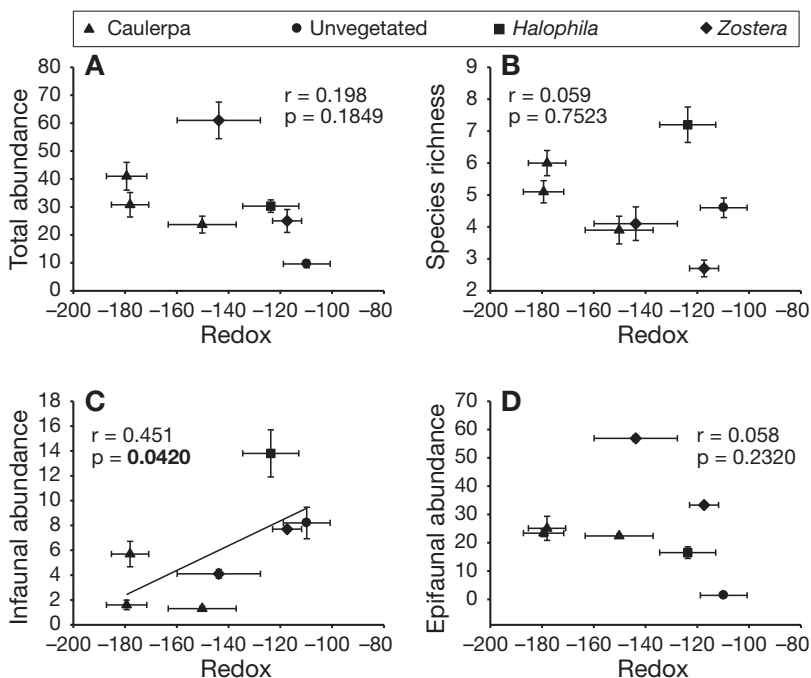 Caulerpa Unvegetated Halophila Zostera
A
r = 0.198
p = 0.1849
Total abundance
80
70
60
50
40
30
20
10
0
−200 −180 −160 −140 −120 −100 −80
Redox
B
r = 0.059
p = 0.7523
Species richness
9
8
7
6
5
4
3
2
−200 −180 −160 −140 −120 −100 −80
Redox
C
r = 0.451
p = 0.0420
Infaunal abundance
18
16
14
12
10
8
6
4
2
0
−200 −180 −160 −140 −120 −100 −80
Redox
D
r = 0.058
p = 0.2320
Epifaunal abundance
70
60
50
40
30
20
10
0
−200 −180 −160 −140 −120 −100 −80
Redox